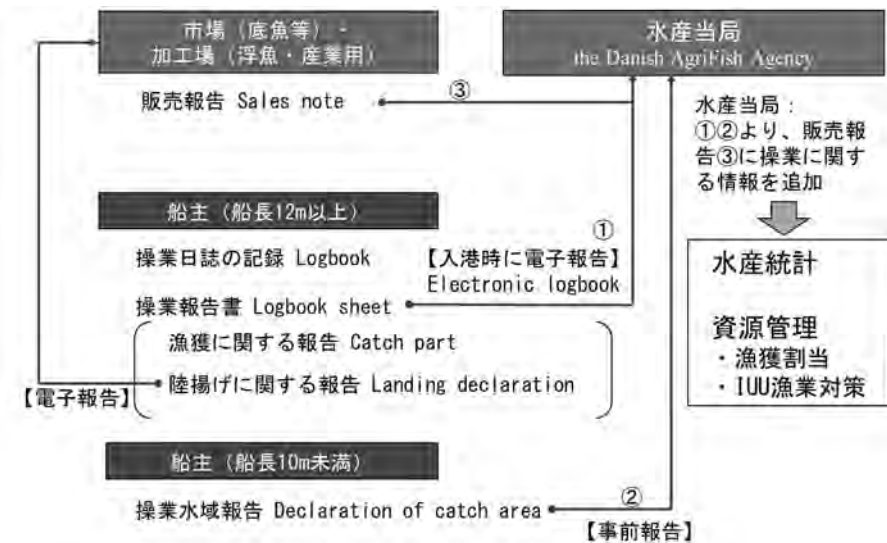 市場（底魚等）・
加工場（浮魚・産業用）
水産当局
the Danish AgriFish Agency
販売報告 Sales note
③
水産当局：
①②より、販売報
告③に操業に関す
る情報を追加
船主（船長12m以上）
①
操業日誌の記録 Logbook
【入港時に電子報告】
Electronic logbook
操業報告書 Logbook sheet
漁獲に関する報告 Catch part
陸揚げに関する報告 Landing declaration
【電子報告】
水産統計
資源管理
・漁獲割当
・IUU漁業対策
船主（船長10m未満）
操業水域報告 Declaration of catch area
②
【事前報告】